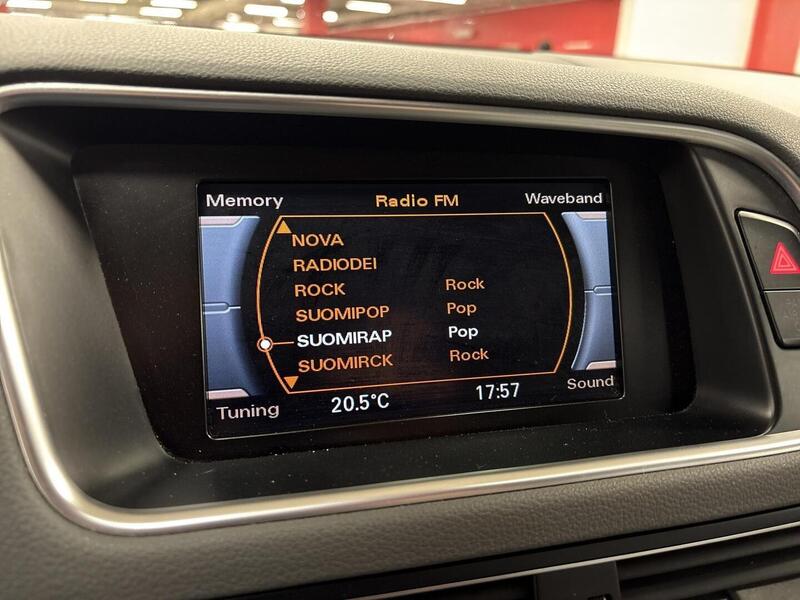 Memory Radio FM Waveband
NOVA
RADIODEI
ROCK Rock
SUOMIPOP Pop
SUOMIRAP Pop
SUOMIRCK Rock
Tuning 20.5°C 17:57 Sound